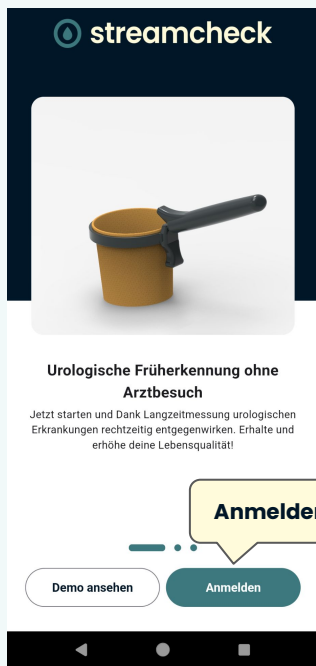 streamcheck
Urologische Früherkennung ohne
Arztbesuch
Jetzt starten und Dank Langzeitmessung urologischen
Erkrankungen rechtzeitig entgegenwirken. Erhalte und
erhöhe deine Lebensqualität!
Anmelden
Demo ansehen
Anmelden